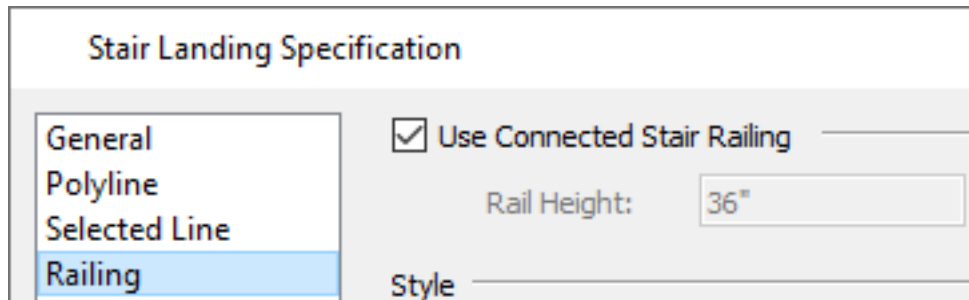 Stair Landing Specification
General
Polyline
Selected Line
Railing
Use Connected Stair Railing
Rail Height: 36"
Style